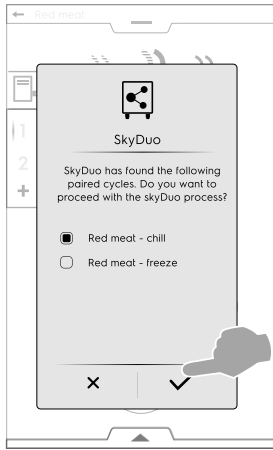 Red meat
SkyDuo
SkyDuo has found the following
paired cycles. Do you want to
proceed with the skyDuo process?
Red meat - chill
Red meat - freeze
1
2